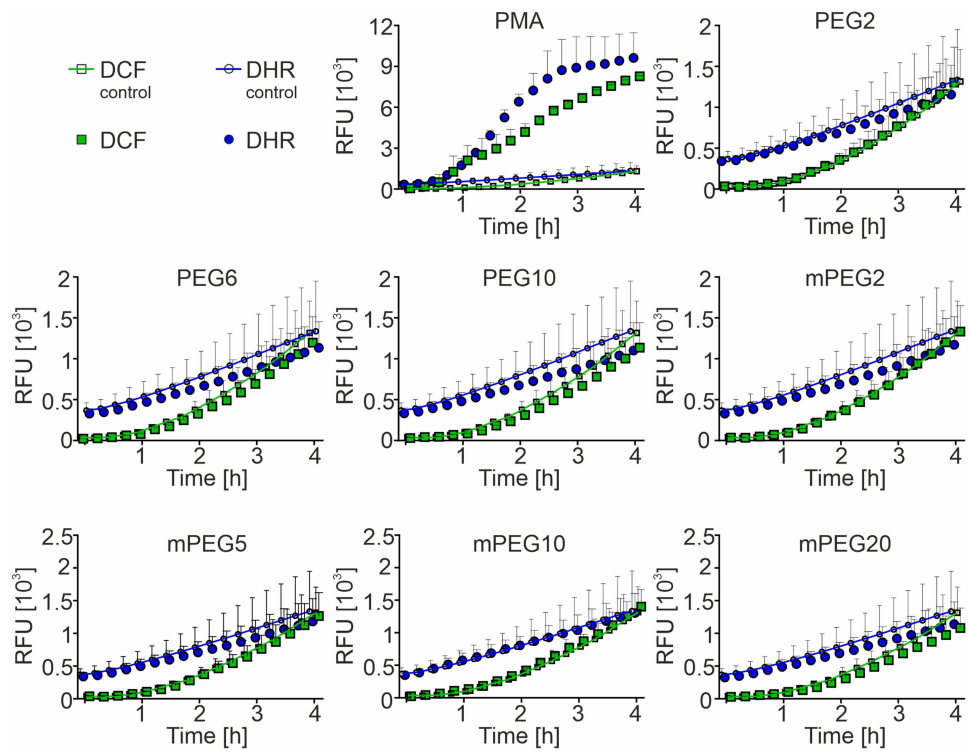 DCF
control
DHR
control
DCF
DHR
PMA
RFU [10³]
12
9
6
3
0
1 2 3 4
Time [h]
PEG2
RFU [10³]
2
1.5
1
0.5
0
1 2 3 4
Time [h]
PEG6
RFU [10³]
2
1.5
1
0.5
0
1 2 3 4
Time [h]
PEG10
RFU [10³]
2
1.5
1
0.5
0
1 2 3 4
Time [h]
mPEG2
RFU [10³]
2
1.5
1
0.5
0
1 2 3 4
Time [h]
mPEG5
RFU [10³]
2.5
2
1.5
1
0.5
0
1 2 3 4
Time [h]
mPEG10
RFU [10³]
2.5
2
1.5
1
0.5
0
1 2 3 4
Time [h]
mPEG20
RFU [10³]
2.5
2
1.5
1
0.5
0
1 2 3 4
Time [h]